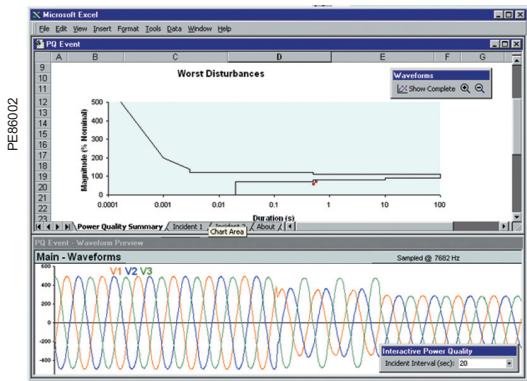 PE86002
Microsoft Excel
File Edit View Insert Format Tools Data Window Help
PQ Event
A B C D E F G
9
10
11
12
13
14
15
16
17
18
19
20
21
22
23
Worst Disturbances
Waveforms
Show Complete
Magnitude (% Nominal)
500
400
300
200
100
0
0.0001 0.001 0.01 0.1 1 10 100
Duration (s)
Power Quality Summary Incident 1 About
Chart Area
PQ Event - Waveform Preview
Main - Waveforms
Sampled @ 7682 Hz
V1 V2 V3
600
400
200
0
-200
-400
Interactive Power Quality
Incident Interval (sec): 20